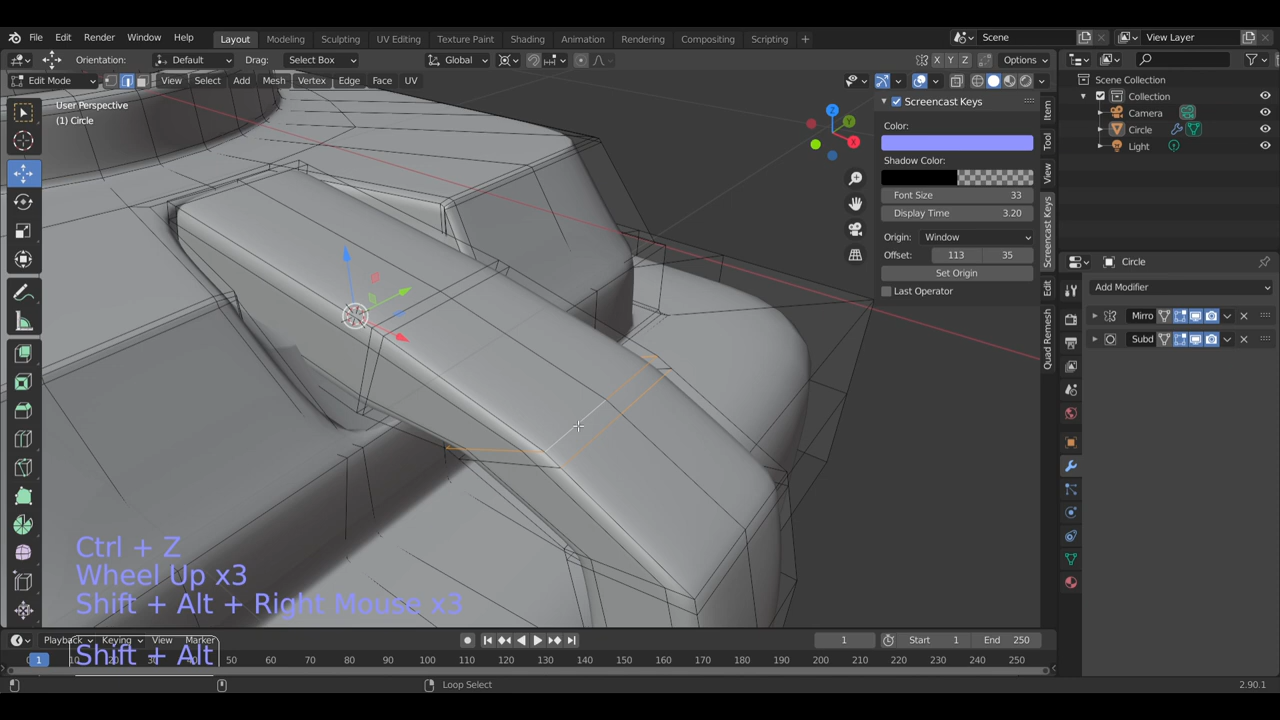 File Edit Render Window Help Layout Modeling Sculpting UV Editing Texture Paint Shading Animation Rendering Compositing Scripting + Scene View Layer
Orientation: Default Drag: Select Box Global X Y Z Options
Edit Mode View Select Add Mesh Vertex Edge Face UV
User Perspective
(1) Circle
Z
Y
X
Screencast Keys
Color:
Shadow Color:
Font Size 33
Display Time 3.20
Origin: Window
Offset: 113 35
Set Origin
Last Operator
Item
Tool
View
Screencast Keys
Edit
Quad Remesh
Scene Collection
Collection
Camera
Circle
Light
Circle
Add Modifier
Mirro
Subd
Ctrl + Z
Wheel Up x3
Shift + Alt + Right Mouse x3
Shift + Alt
Playback Keying View Marker 1 Start 1 End 250
1 50 60 70 80 90 100 110 120 130 140 150 160 170 180 190 200 210 220 230 240 250
Loop Select 2.90.1